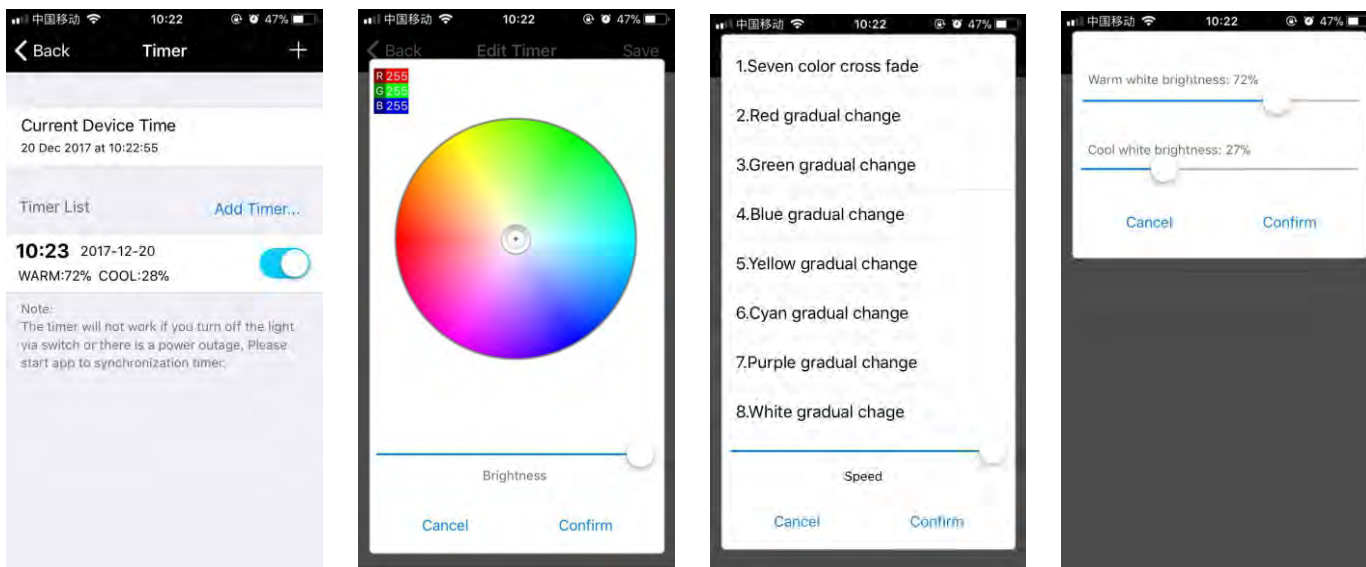 中国移动 10:22 47%
Back Timer +
Current Device Time
20 Dec 2017 at 10:22:55
Timer List Add Timer...
10:23 2017-12-20
WARM:72% COOL:28%
Note:
The timer will not work if you turn off the light
via switch or there is a power outage, Please
start app to synchronization timer.
中国移动 10:22 47%
Back Edit Timer Save
R 255
G 255
B 255
Brightness
Cancel Confirm
中国移动 10:22 47%
1.Seven color cross fade
2.Red gradual change
3.Green gradual change
4.Blue gradual change
5.Yellow gradual change
6.Cyan gradual change
7.Purple gradual change
8.White gradual chage
Speed
Cancel Confirm
中国移动 10:22 47%
Warm white brightness: 72%
Cool white brightness: 27%
Cancel Confirm